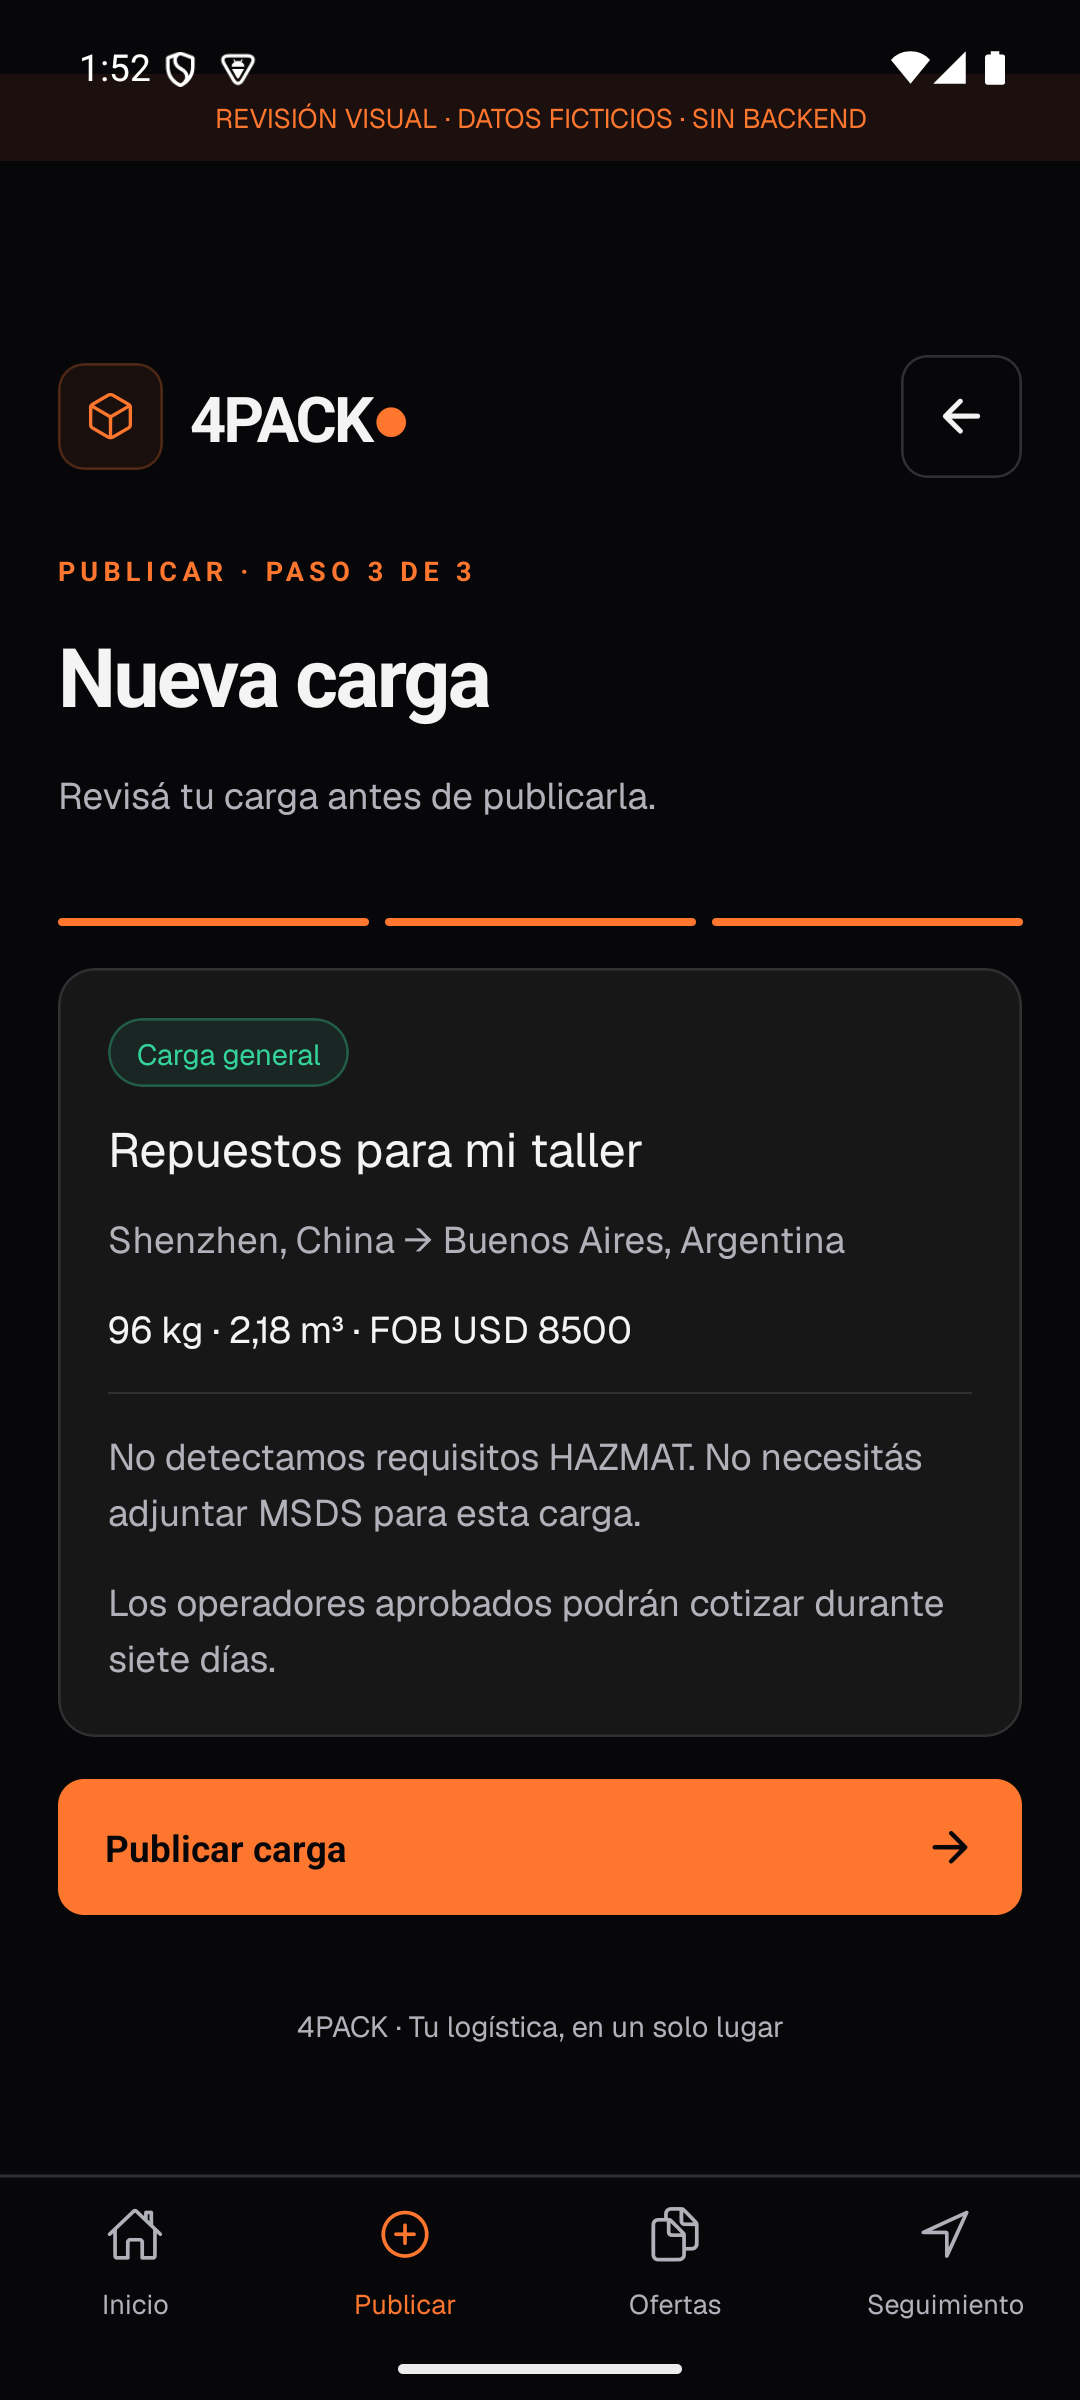 1:52
REVISIÓN VISUAL · DATOS FICTICIOS · SIN BACKEND
4PACK
PUBLICAR · PASO 3 DE 3
Nueva carga
Revisá tu carga antes de publicarla.
Carga general
Repuestos para mi taller
Shenzhen, China → Buenos Aires, Argentina
96 kg · 2,18 m³ · FOB USD 8500
No detectamos requisitos HAZMAT. No necesitás
adjuntar MSDS para esta carga.
Los operadores aprobados podrán cotizar durante
siete días.
Publicar carga
4PACK · Tu logística, en un solo lugar
Inicio
Publicar
Ofertas
Seguimiento